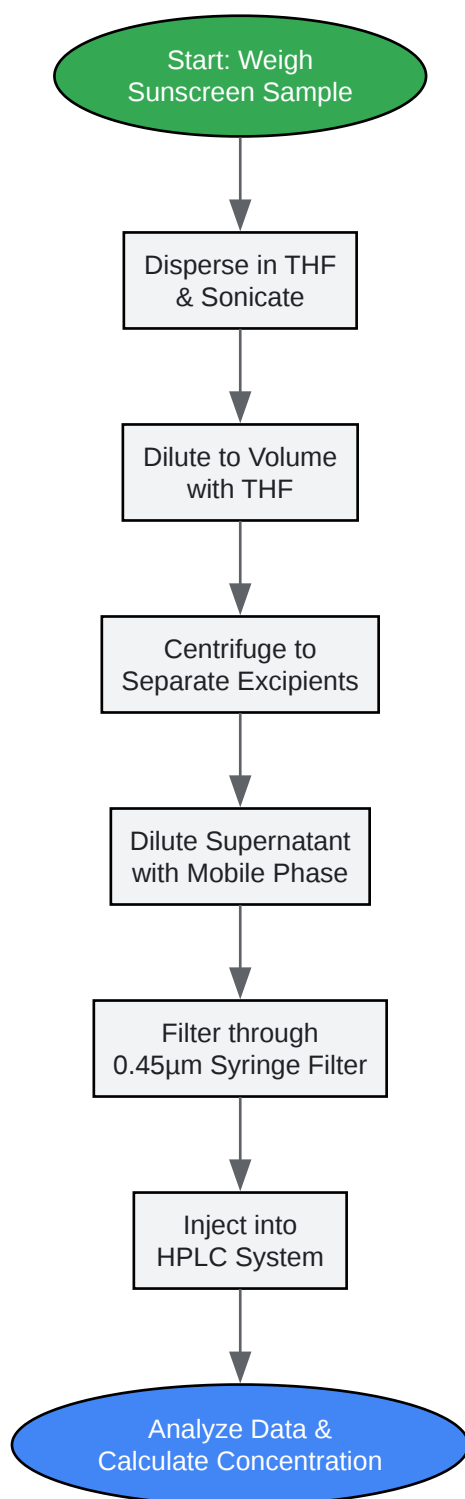 Start: Weigh
Sunscreen Sample
Disperse in THF
& Sonicate
Dilute to Volume
with THF
Centrifuge to
Separate Excipients
Dilute Supernatant
with Mobile Phase
Filter through
0.45µm Syringe Filter
Inject into
HPLC System
Analyze Data &
Calculate Concentration